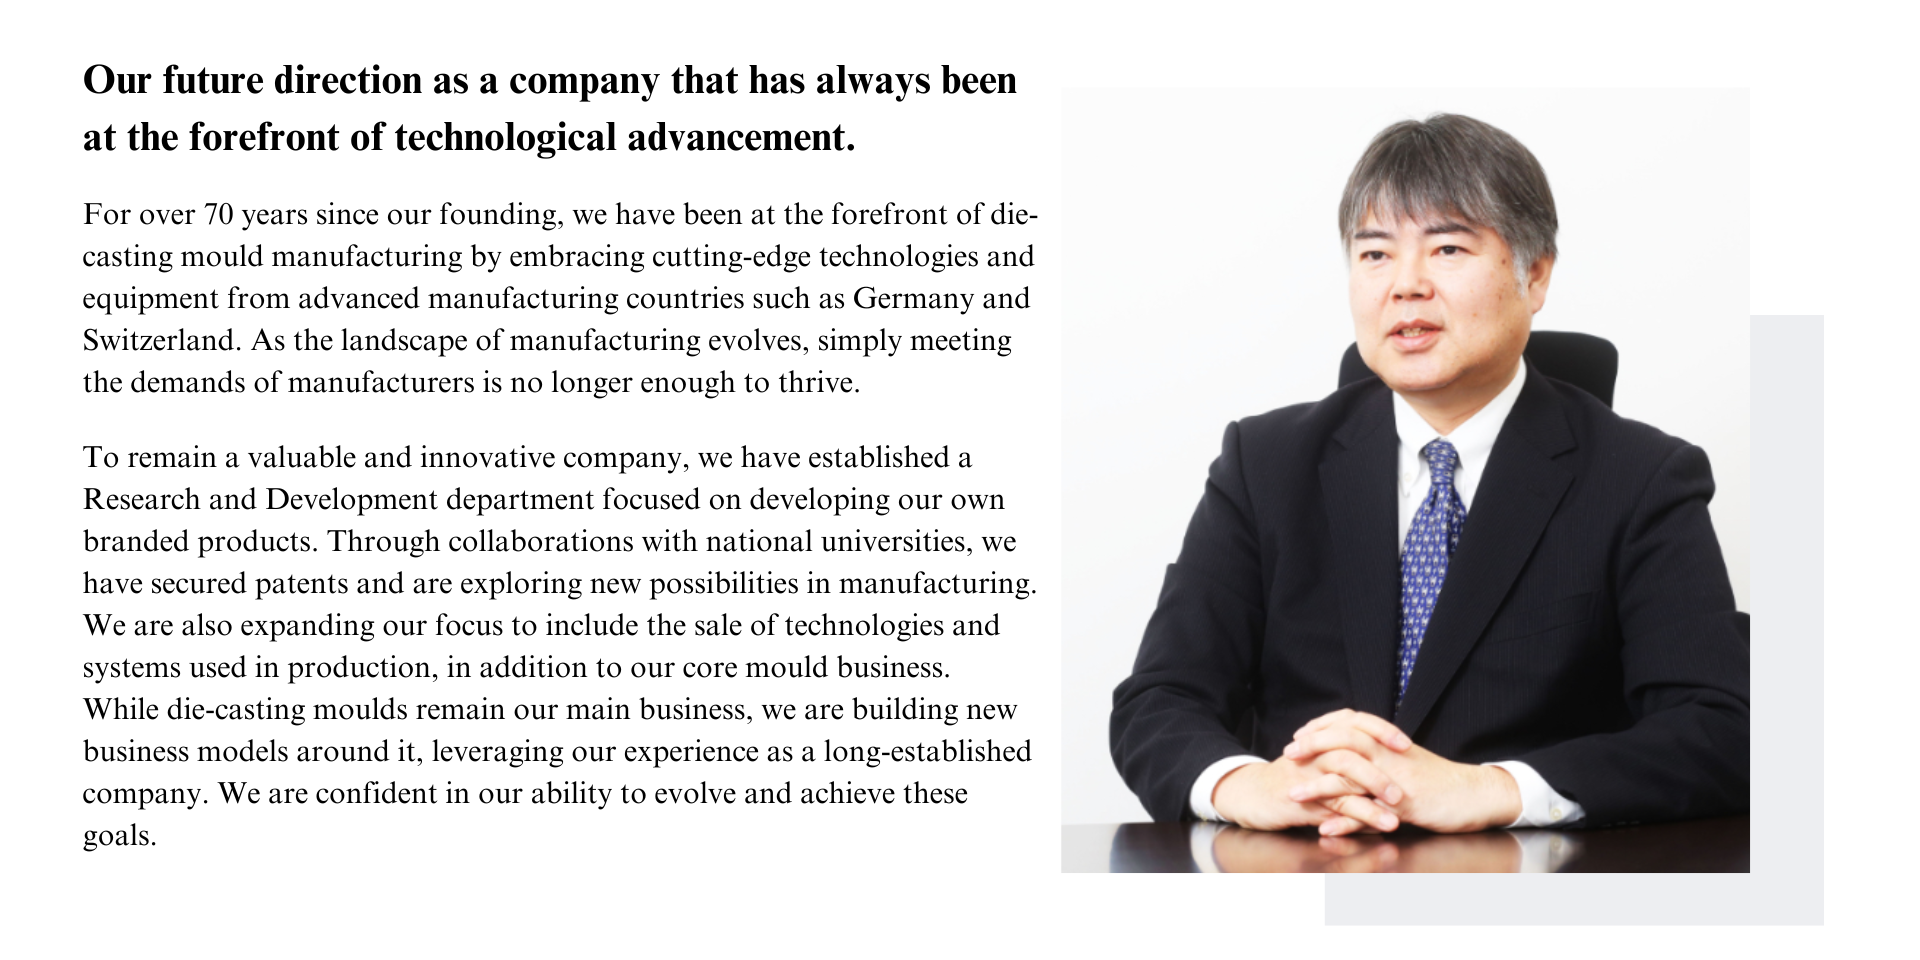 Our future direction as a company that has always been
at the forefront of technological advancement.
For over 70 years since our founding, we have been at the forefront of die-
casting mould manufacturing by embracing cutting-edge technologies and
equipment from advanced manufacturing countries such as Germany and
Switzerland. As the landscape of manufacturing evolves, simply meeting
the demands of manufacturers is no longer enough to thrive.
To remain a valuable and innovative company, we have established a
Research and Development department focused on developing our own
branded products. Through collaborations with national universities, we
have secured patents and are exploring new possibilities in manufacturing.
We are also expanding our focus to include the sale of technologies and
systems used in production, in addition to our core mould business.
While die-casting moulds remain our main business, we are building new
business models around it, leveraging our experience as a long-established
company. We are confident in our ability to evolve and achieve these
goals.